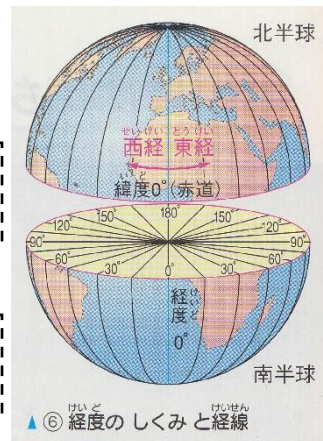 北半球
せいけい とうけい
西経 東経
いど
緯度0°(赤道)
180°
150° 150°
120° 120°
90° 90°
60° 60°
30° 0° 30°
けいど
経度
0°
南半球
けいど けいせん
▲ ⑥ 経度の しくみ と経線